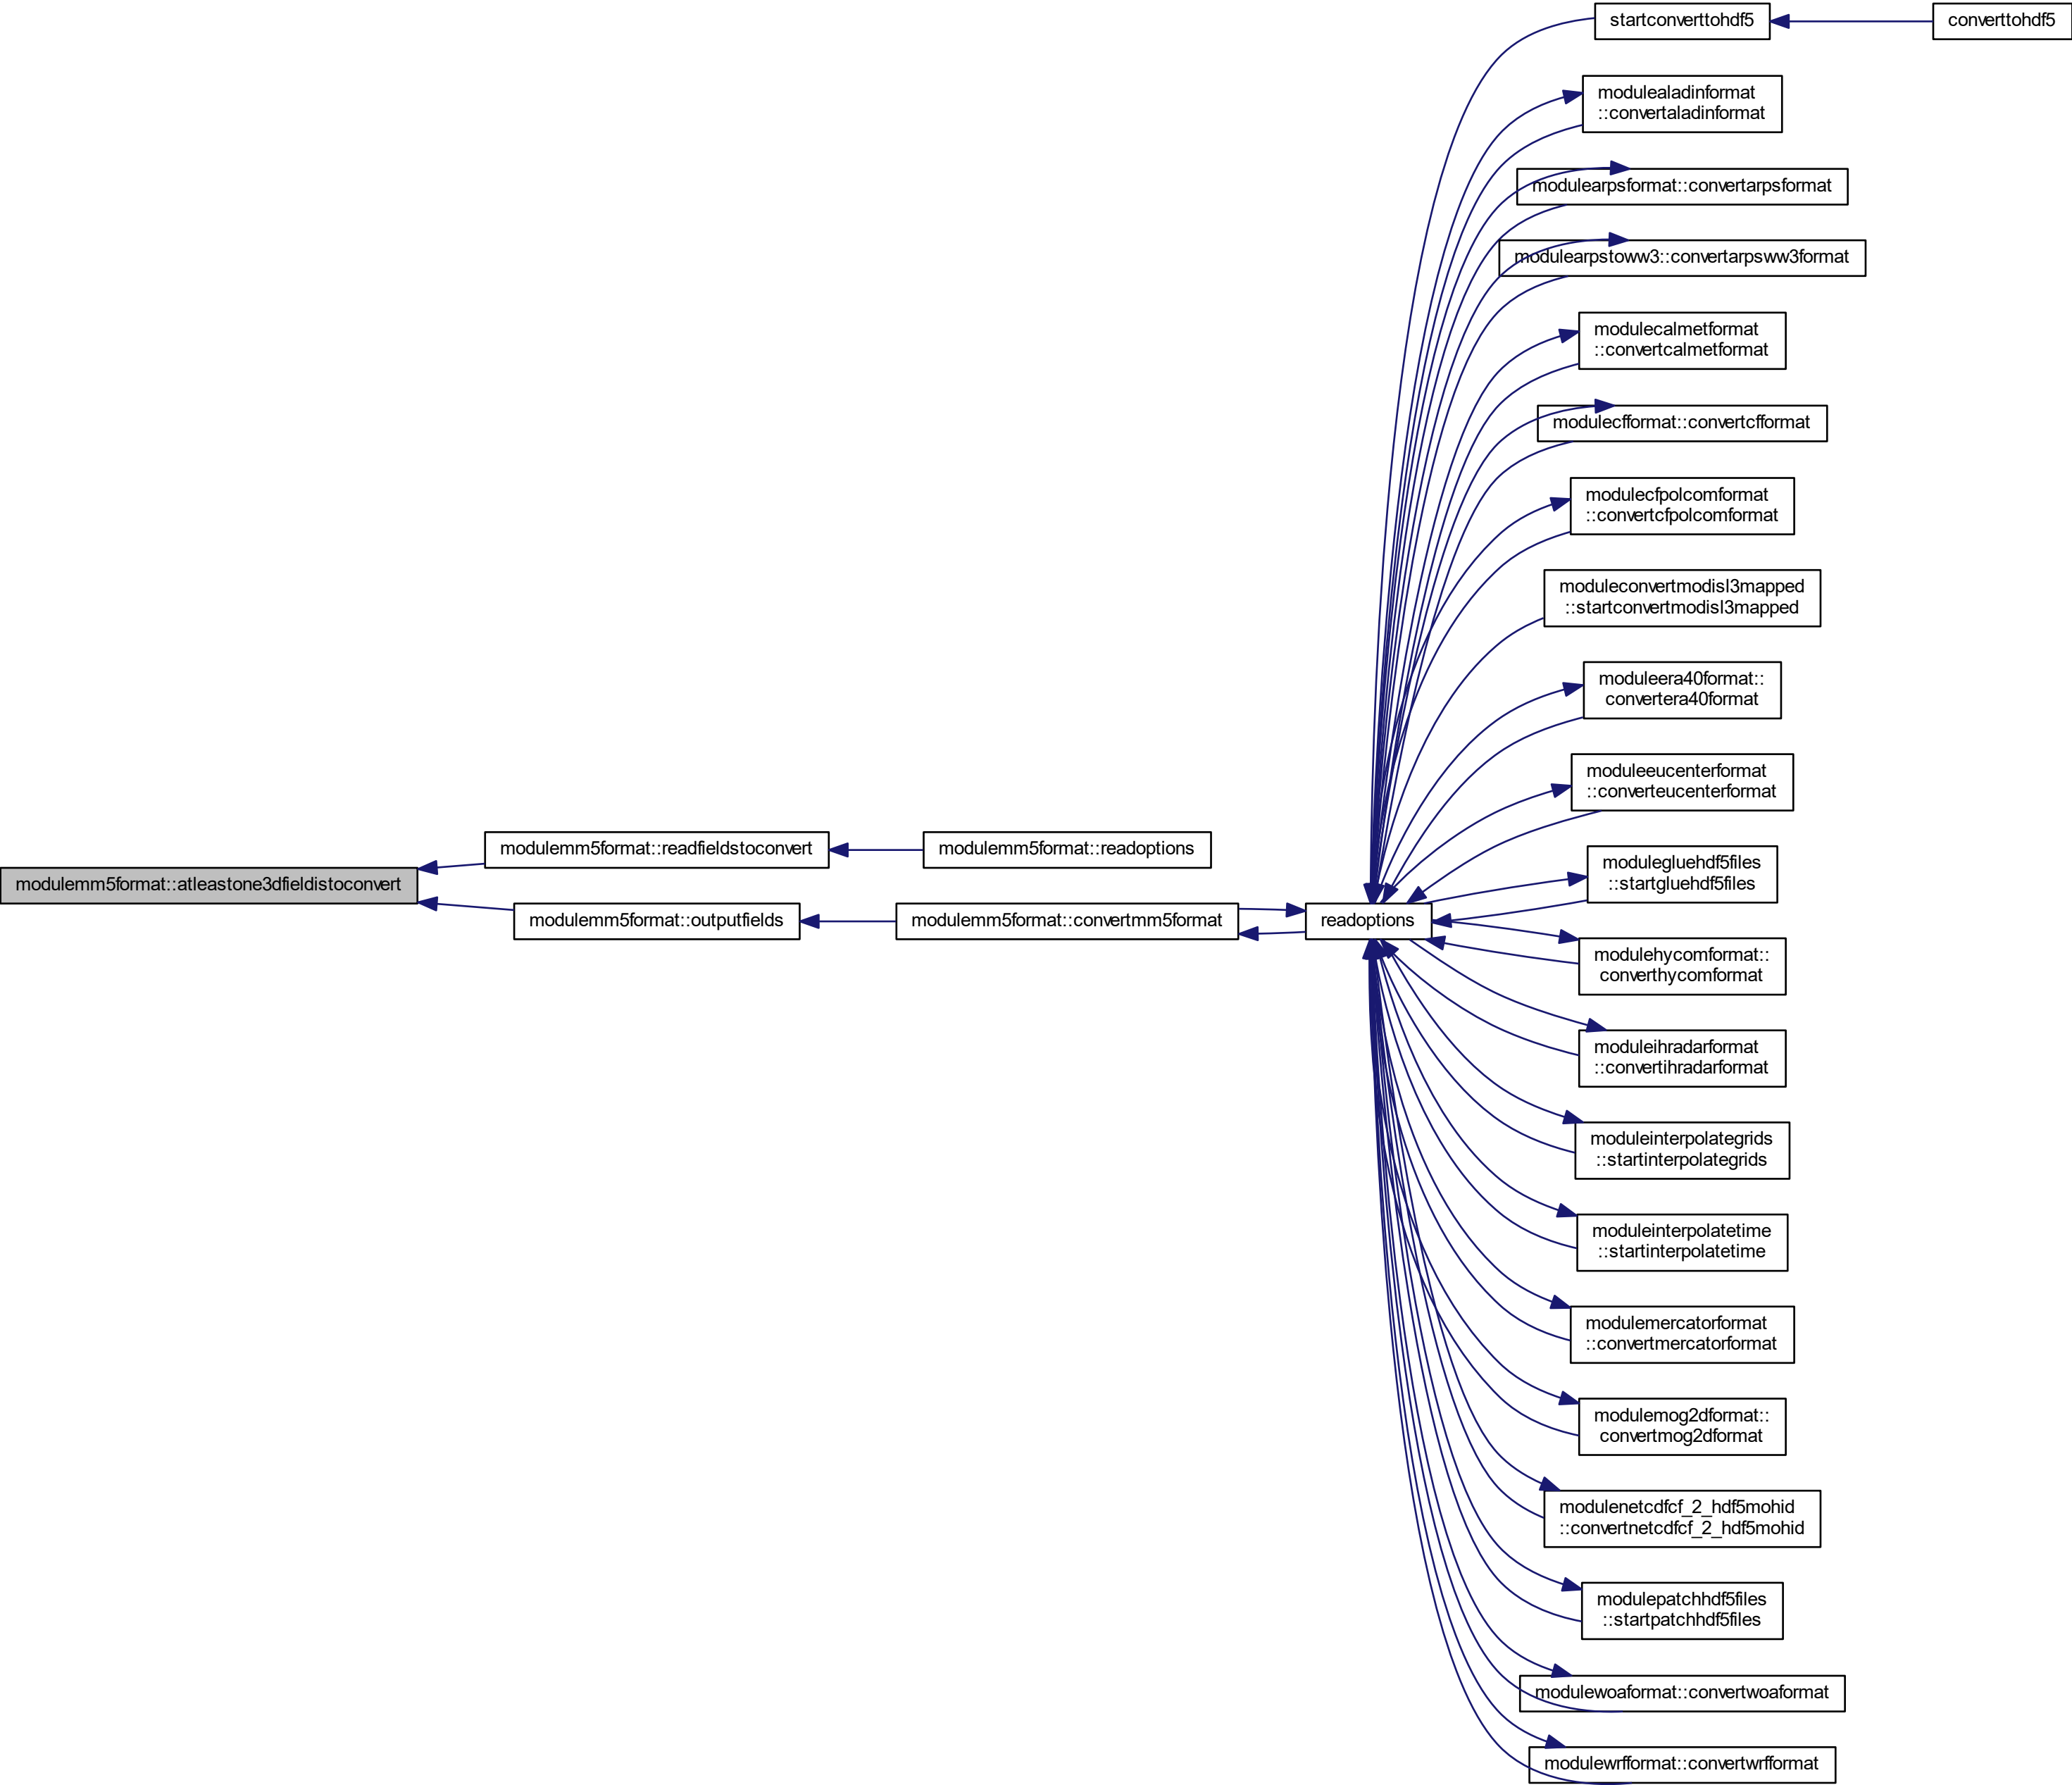 startconverttohdf5
converttohdf5
modulealadinformat
::convertaladinformat
modulearpsformat::convertarpsformat
modulearpstoww3::convertarpsww3format
modulecalmetformat
::convertcalmetformat
modulecfformat::convertcfformat
modulecfpolcomformat
::convertcfpolcomformat
moduleconvertmodisl3mapped
::startconvertmodisl3mapped
moduleera40format::
convertera40format
moduleeucenterformat
::converteucenterformat
modulemm5format::readfieldstoconvert
modulemm5format::readoptions
modulemm5format::atleastone3dfieldistoconvert
modulegluehdf5files
::startgluehdf5files
modulemm5format::outputfields
modulemm5format::convertmm5format
readoptions
modulehycomformat::
converthycomformat
moduleihradarformat
::convertihradarformat
moduleinterpolategrids
::startinterpolategrids
moduleinterpolatetime
::startinterpolatetime
modulemercatorformat
::convertmercatorformat
modulemog2dformat::
convertmog2dformat
modulenetcdfcf_2_hdf5mohid
::convertnetcdfcf_2_hdf5mohid
modulepatchhdf5files
::startpatchhdf5files
modulewoaformat::convertwoaformat
modulewrfformat::convertwrfformat